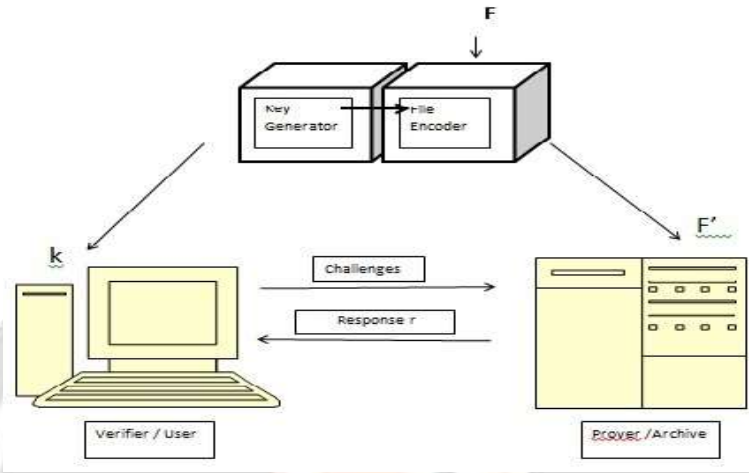 F
Key
Generator
File
Encoder
k
F'
Challenges
Response r
Verifier / User
Prover /Archive